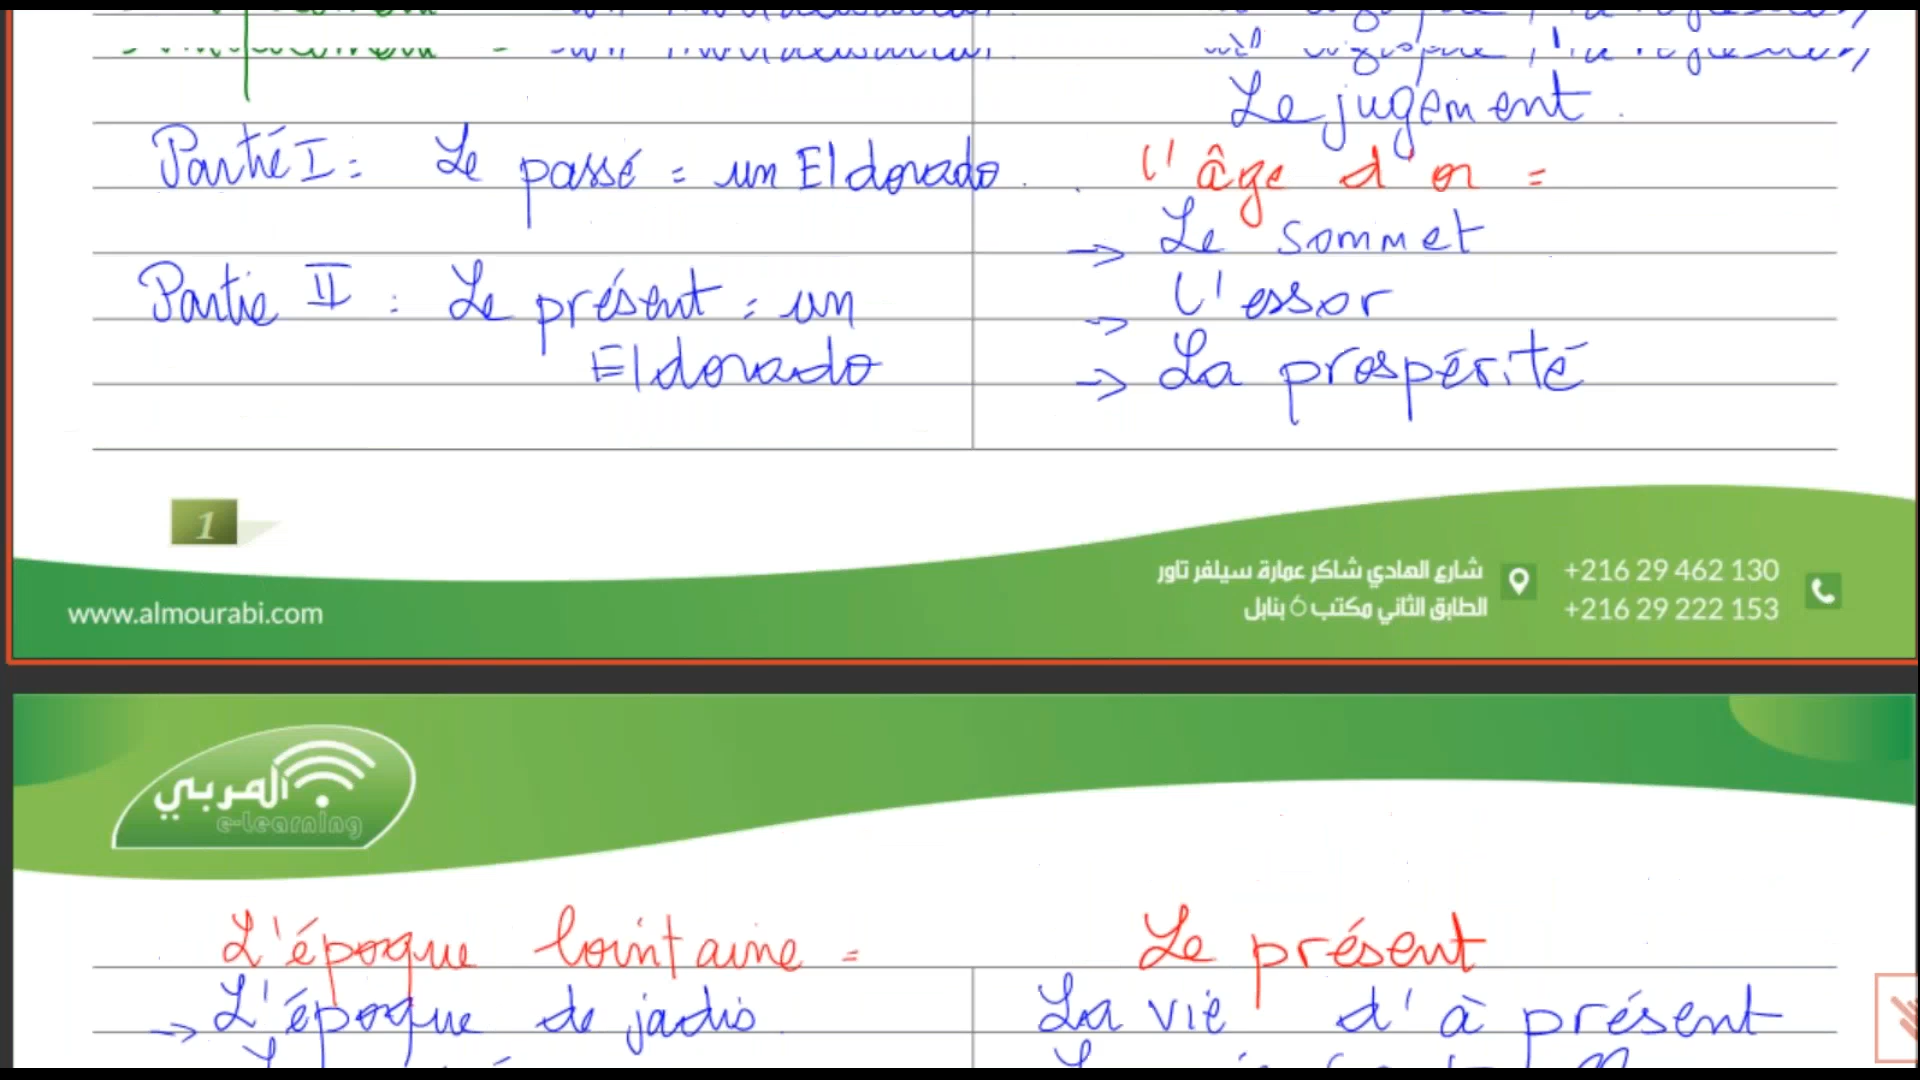 Le jugement.
Partie I : Le passé = un Eldorado.
l'âge d'or =
→ Le sommet
Partie II : Le présent = un
→ l'essor
Eldorado
→ La prospérité
1
شارع الهادي شاكر عمارة سيلفر تاور
+216 29 462 130
www.almourabi.com
الطابق الثاني مكتب 6 بنابل
+216 29 222 153
المربي
e-Learning
L'époque lointaine =
Le présent
→ L'époque de jadis.
La vie d'à présent